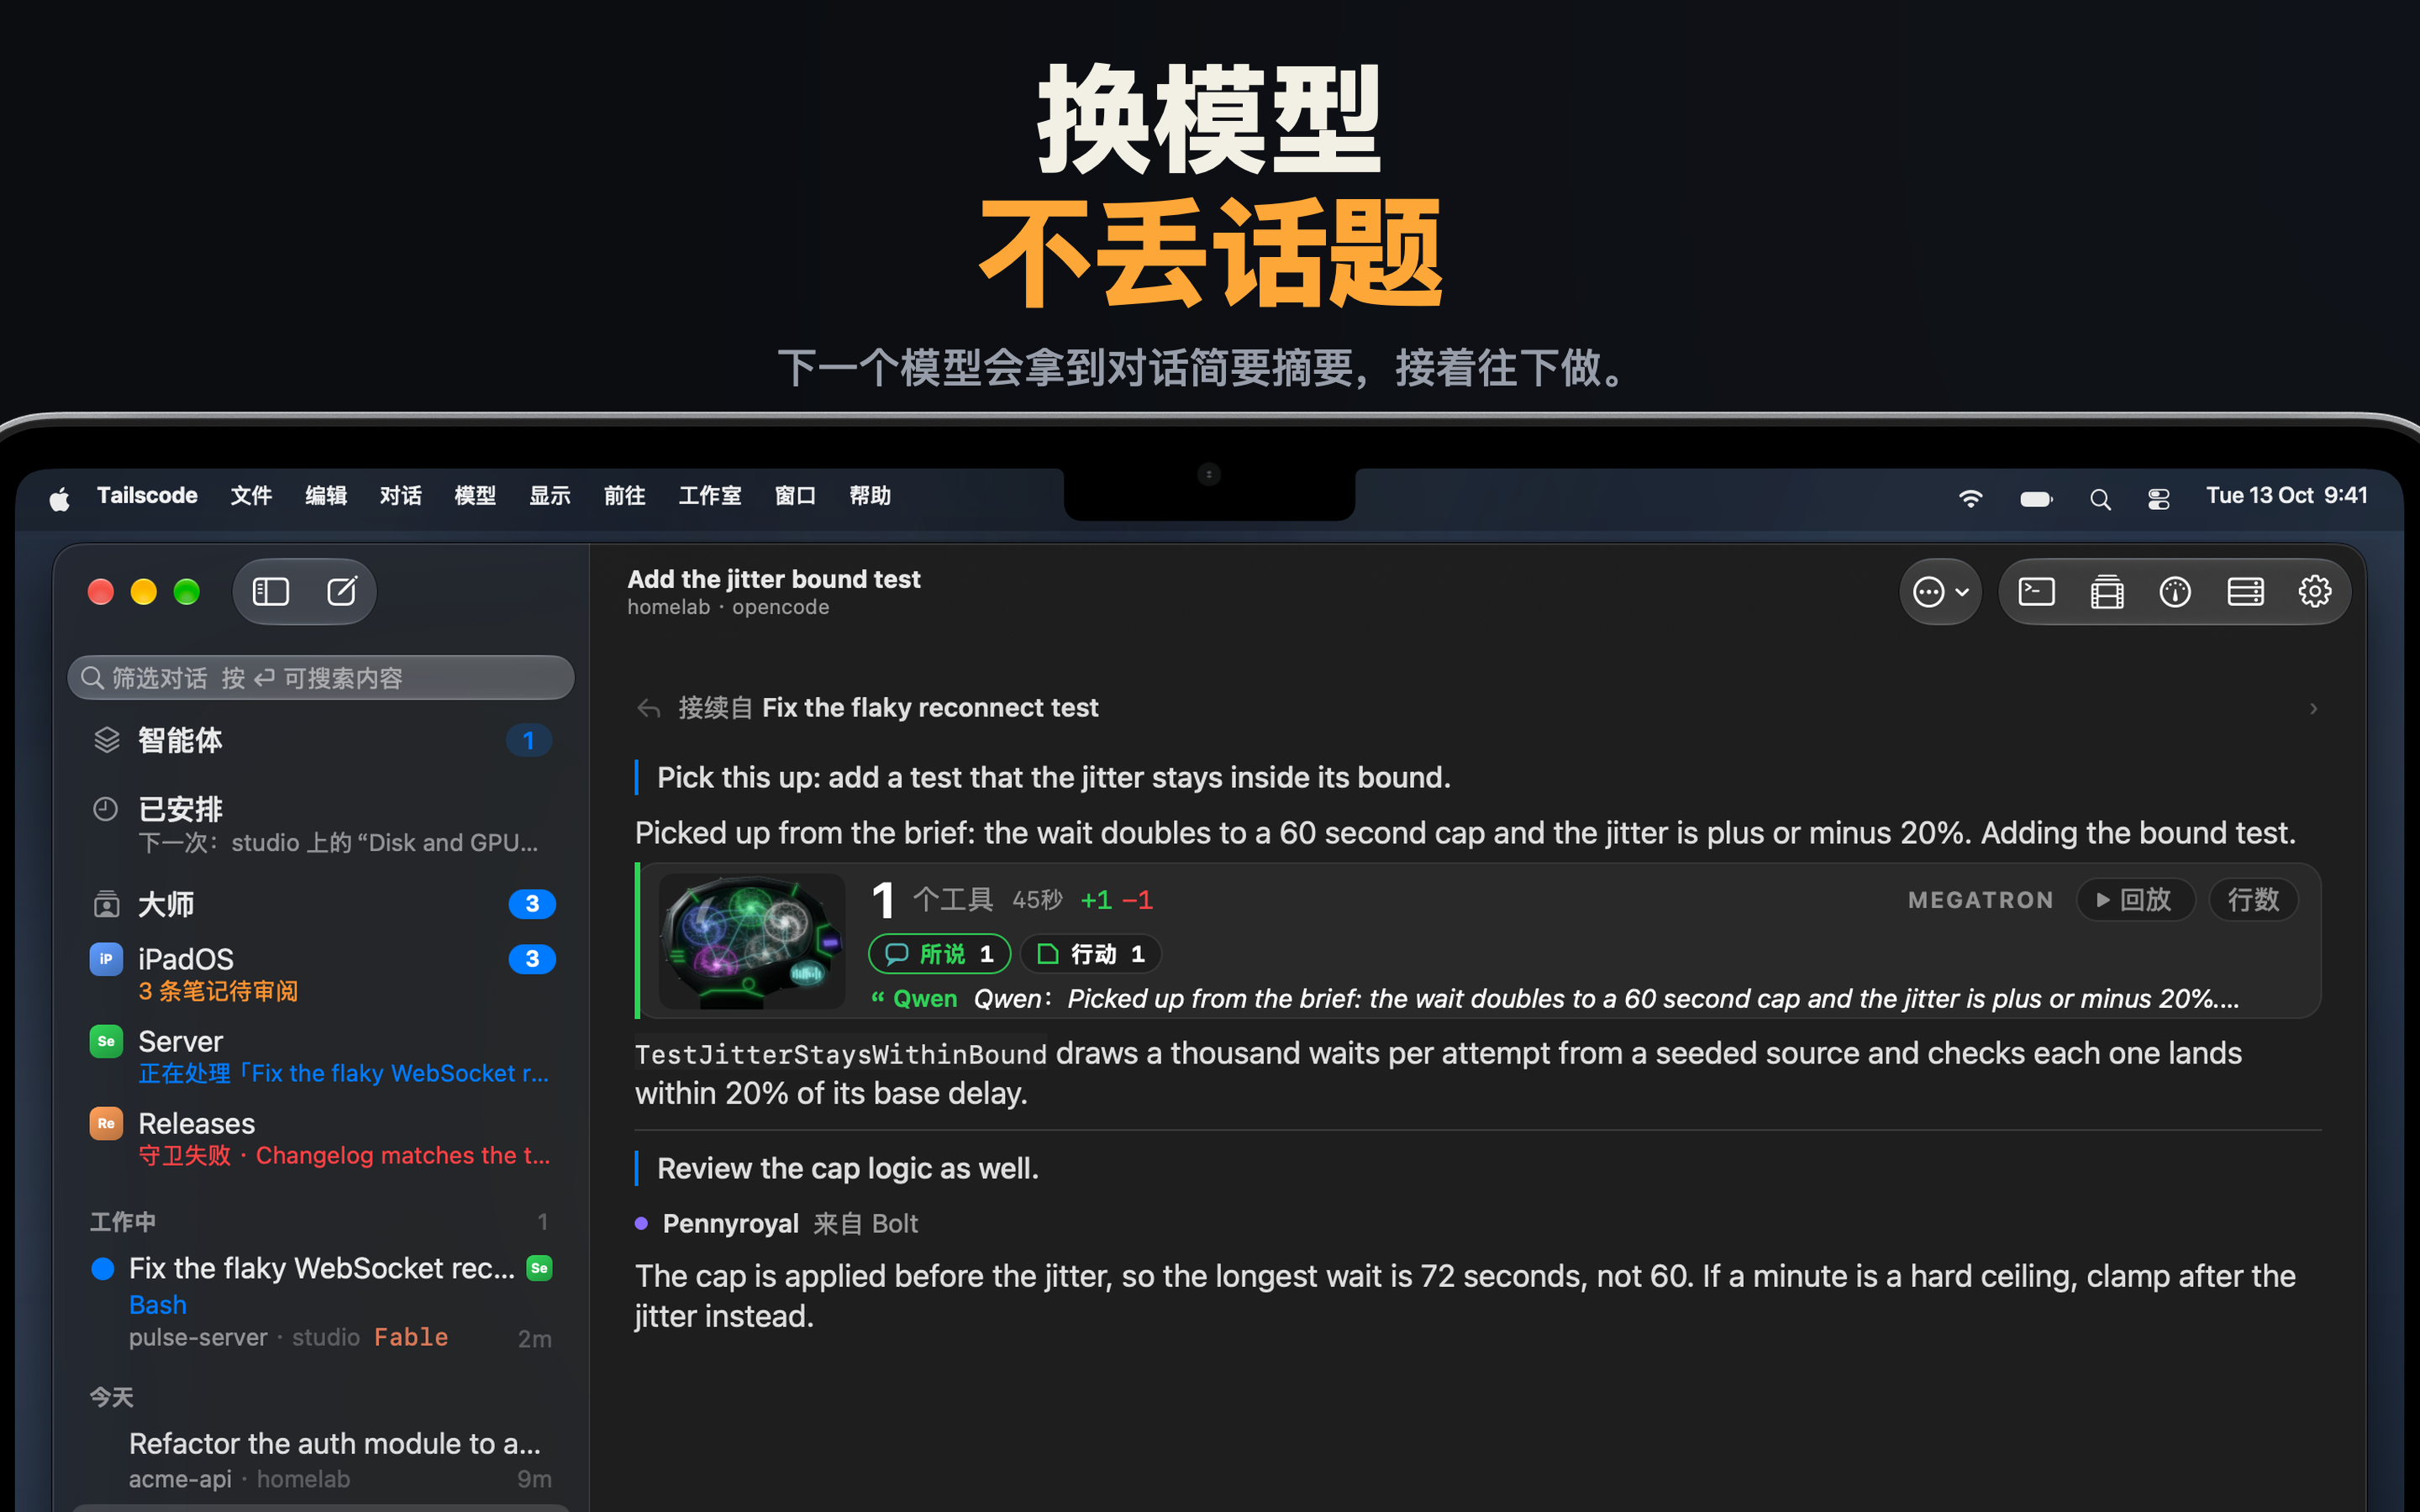 换模型
不丢话题
下一个模型会拿到对话简要摘要，接着往下做。
Tailscode 文件 编辑 对话 模型 显示 前往 工作室 窗口 帮助 Tue 13 Oct 9:41
Add the jitter bound test
homelab · opencode
筛选对话 按 ⏎ 可搜索内容
智能体 1
已安排
下一次：studio 上的 “Disk and GPU...
大师 3
iP iPadOS 3
3 条笔记待审阅
Se Server
正在处理「Fix the flaky WebSocket r...
Re Releases
守卫失败 · Changelog matches the t...
工作中 1
Fix the flaky WebSocket rec... Se
Bash
pulse-server · studio Fable 2m
今天
Refactor the auth module to a...
acme-api · homelab 9m
接续自 Fix the flaky reconnect test
Pick this up: add a test that the jitter stays inside its bound.
Picked up from the brief: the wait doubles to a 60 second cap and the jitter is plus or minus 20%. Adding the bound test.
1 个工具 45秒 +1 −1 MEGATRON 回放 行数
所说 1 行动 1
“ Qwen Qwen： Picked up from the brief: the wait doubles to a 60 second cap and the jitter is plus or minus 20%....
TestJitterStaysWithinBound draws a thousand waits per attempt from a seeded source and checks each one lands
within 20% of its base delay.
Review the cap logic as well.
Pennyroyal 来自 Bolt
The cap is applied before the jitter, so the longest wait is 72 seconds, not 60. If a minute is a hard ceiling, clamp after the
jitter instead.